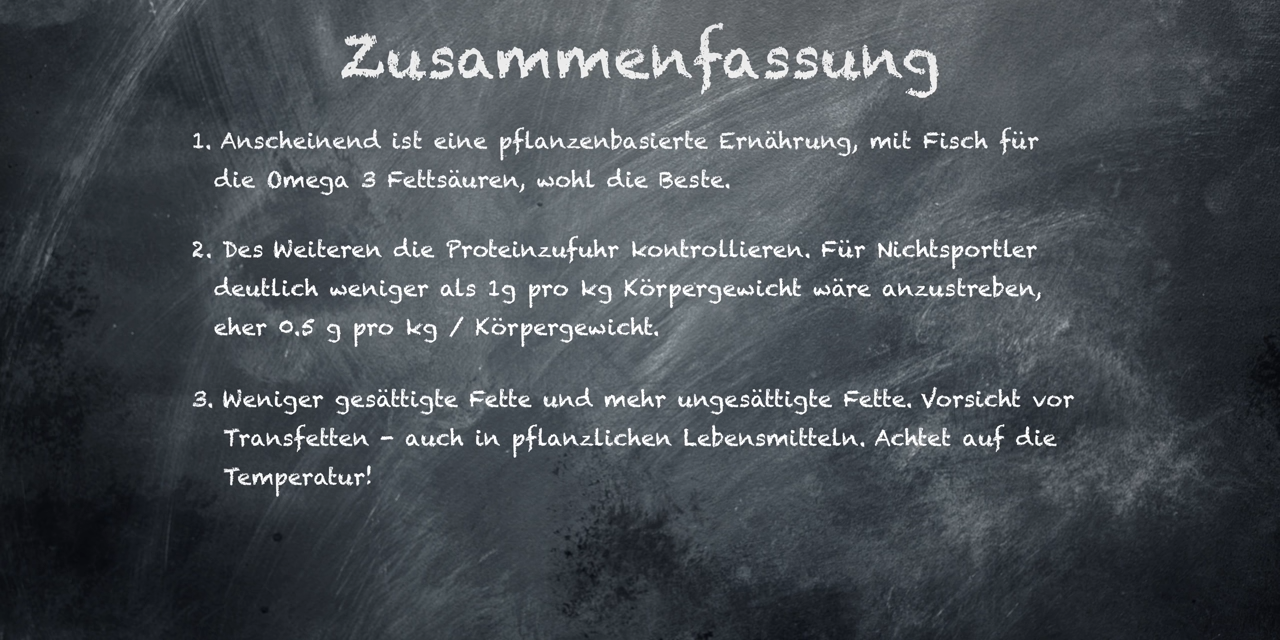 Zusammenfassung
1. Anscheinend ist eine pflanzenbasierte Ernährung, mit Fisch für
die Omega 3 Fettsäuren, wohl die Beste.
2. Des Weiteren die Proteinzufuhr kontrollieren. Für Nichtsportler
deutlich weniger als 1g pro kg Körpergewicht wäre anzustreben,
eher 0.5 g pro kg / Körpergewicht.
3. Weniger gesättigte Fette und mehr ungesättigte Fette. Vorsicht vor
Transfetten - auch in pflanzlichen Lebensmitteln. Achtet auf die
Temperatur!